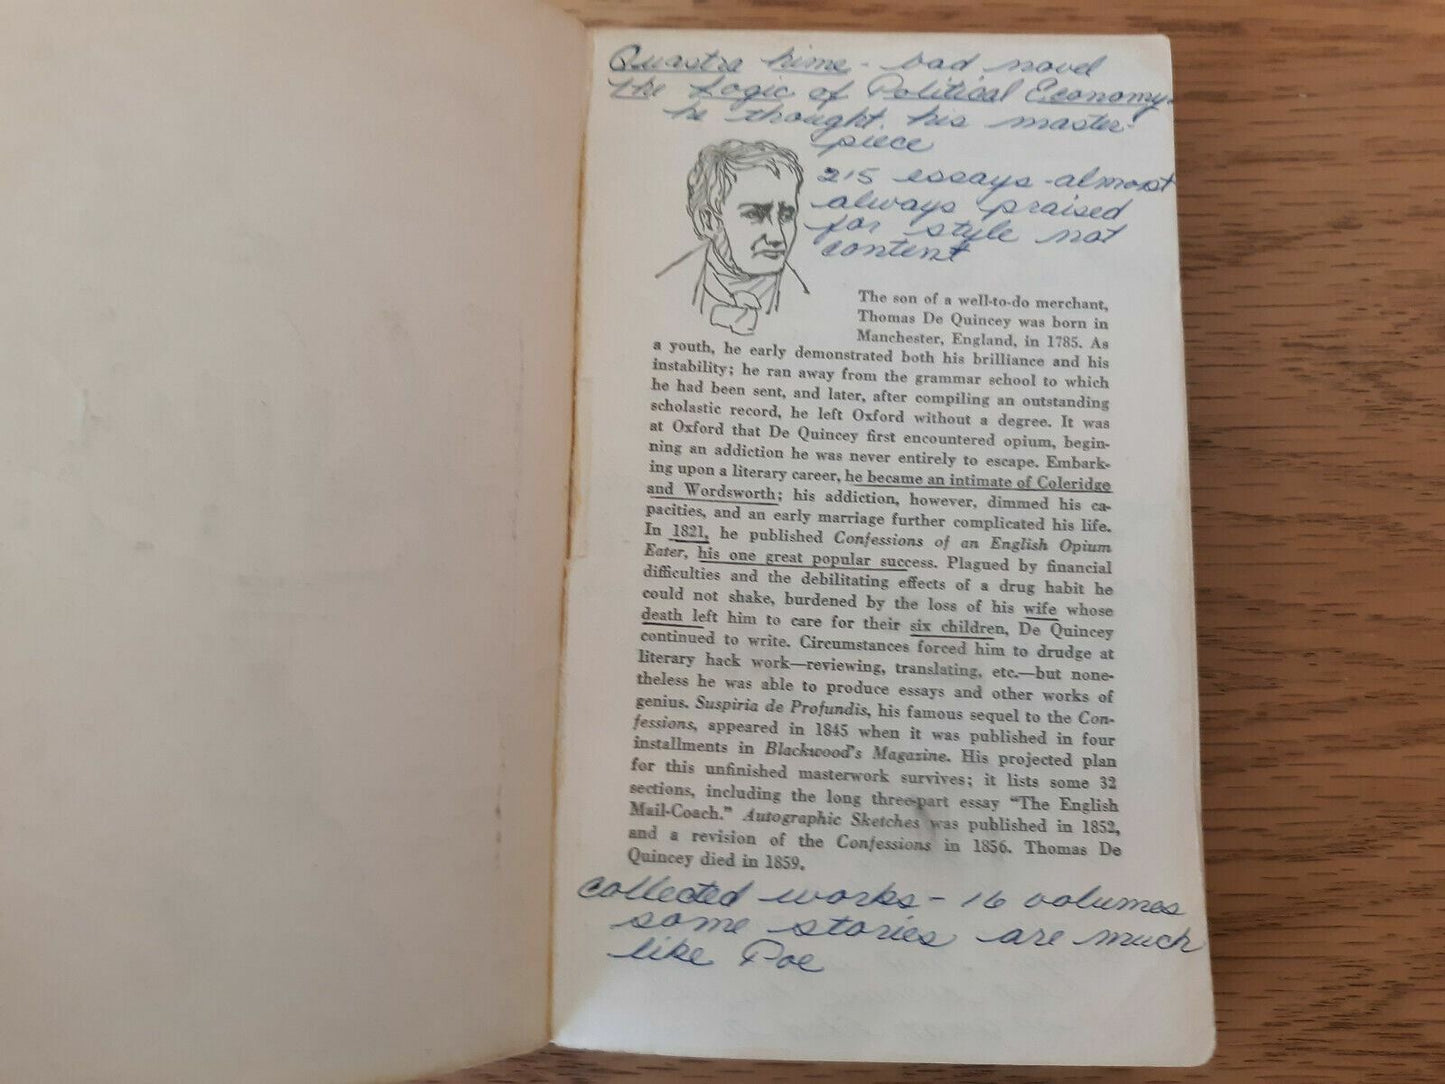 Quastra hime - bad novel
the Logic of Political Economy.
he thought his master-
piece
215 essays - almost
always praised
for style not
content
The son of a well-to-do merchant,
Thomas De Quincey was born in
Manchester, England, in 1785. As
a youth, he early demonstrated both his brilliance and his
instability; he ran away from the grammar school to which
he had been sent, and later, after compiling an outstanding
scholastic record, he left Oxford without a degree. It was
at Oxford that De Quincey first encountered opium, begin-
ning an addiction he was never entirely to escape. Embark-
ing upon a literary career, he became an intimate of Coleridge
and Wordsworth; his addiction, however, dimmed his ca-
pacities, and an early marriage further complicated his life.
In 1821, he published Confessions of an English Opium
Eater, his one great popular success. Plagued by financial
difficulties and the debilitating effects of a drug habit he
could not shake, burdened by the loss of his wife whose
death left him to care for their six children, De Quincey
continued to write. Circumstances forced him to drudge at
literary hack work—reviewing, translating, etc.—but none-
theless he was able to produce essays and other works of
genius. Suspiria de Profundis, his famous sequel to the Con-
fessions, appeared in 1845 when it was published in four
installments in Blackwood's Magazine. His projected plan
for this unfinished masterwork survives; it lists some 32
sections, including the long three-part essay "The English
Mail-Coach." Autographic Sketches was published in 1852,
and a revision of the Confessions in 1856. Thomas De
Quincey died in 1859.
collected works - 16 volumes
some stories are much
like Poe